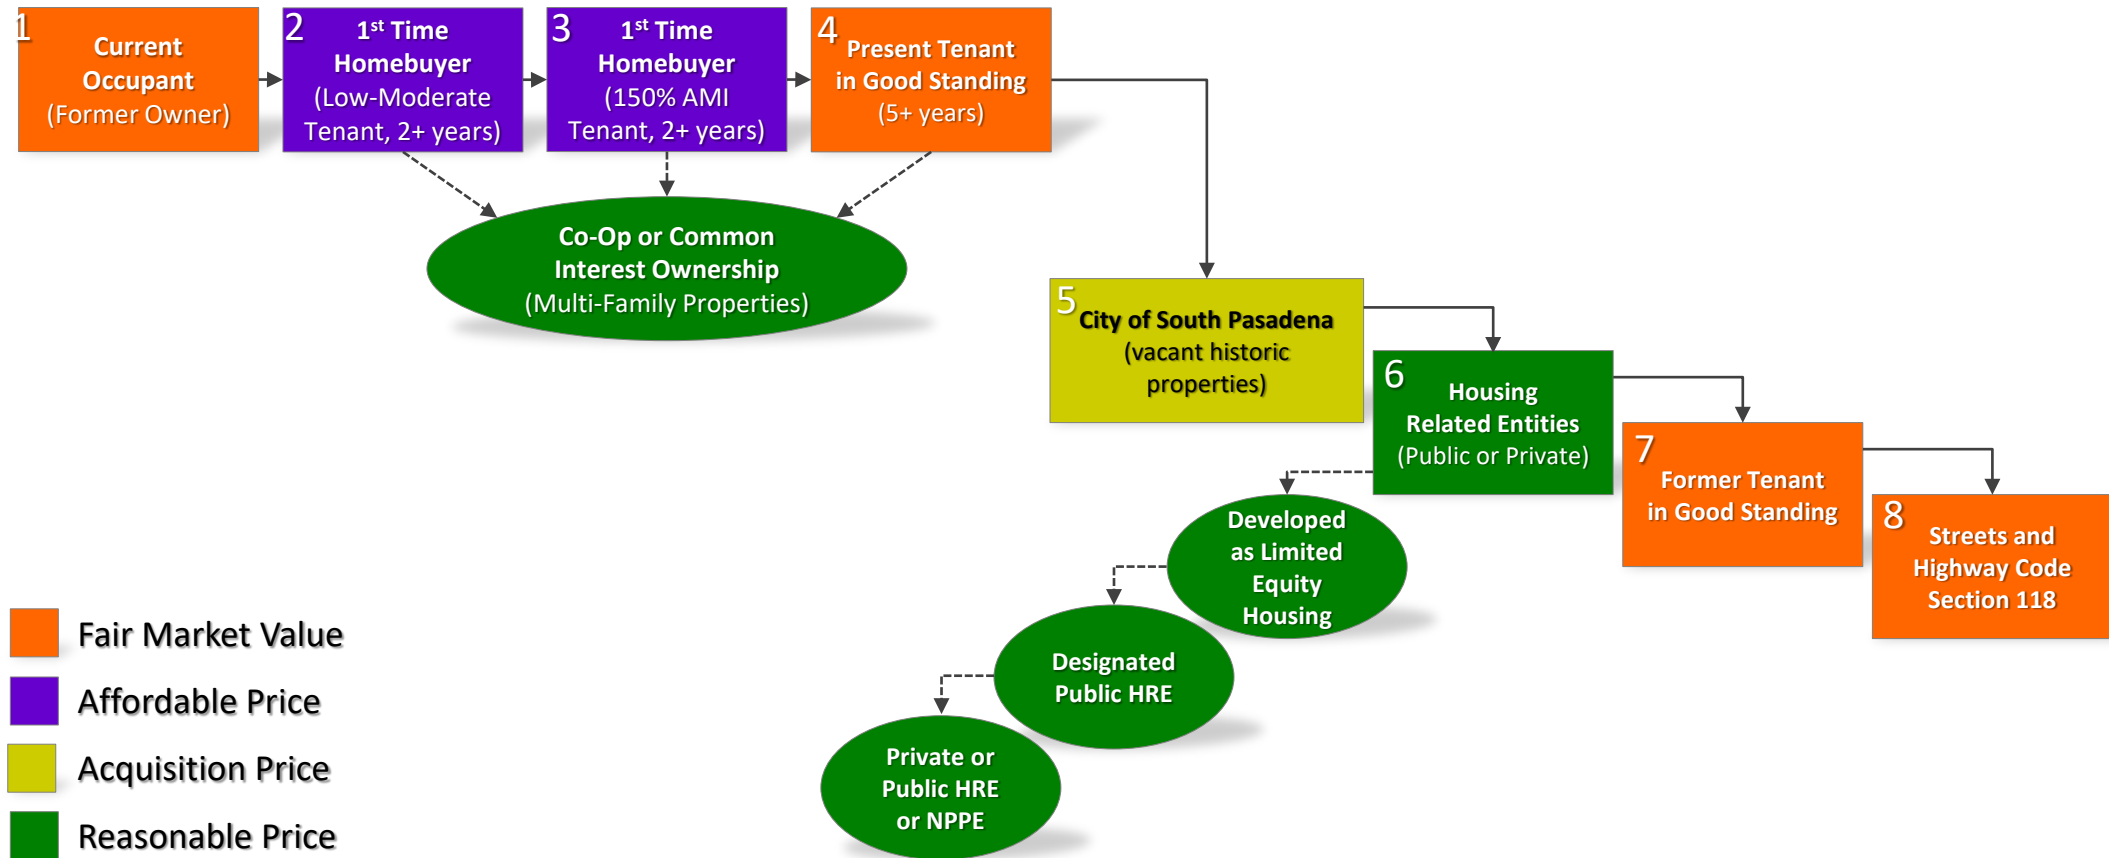 1
Current
Occupant
(Former Owner)
2
1st Time
Homebuyer
(Low-Moderate
Tenant, 2+ years)
3
1st Time
Homebuyer
(150% AMI
Tenant, 2+ years)
4
Present Tenant
in Good Standing
(5+ years)
Co-Op or Common
Interest Ownership
(Multi-Family Properties)
5
City of South Pasadena
(vacant historic
properties)
6
Housing
Related Entities
(Public or Private)
7
Former Tenant
in Good Standing
8
Streets and
Highway Code
Section 118
Developed
as Limited
Equity
Housing
Designated
Public HRE
Private or
Public HRE
or NPPE
Fair Market Value
Affordable Price
Acquisition Price
Reasonable Price